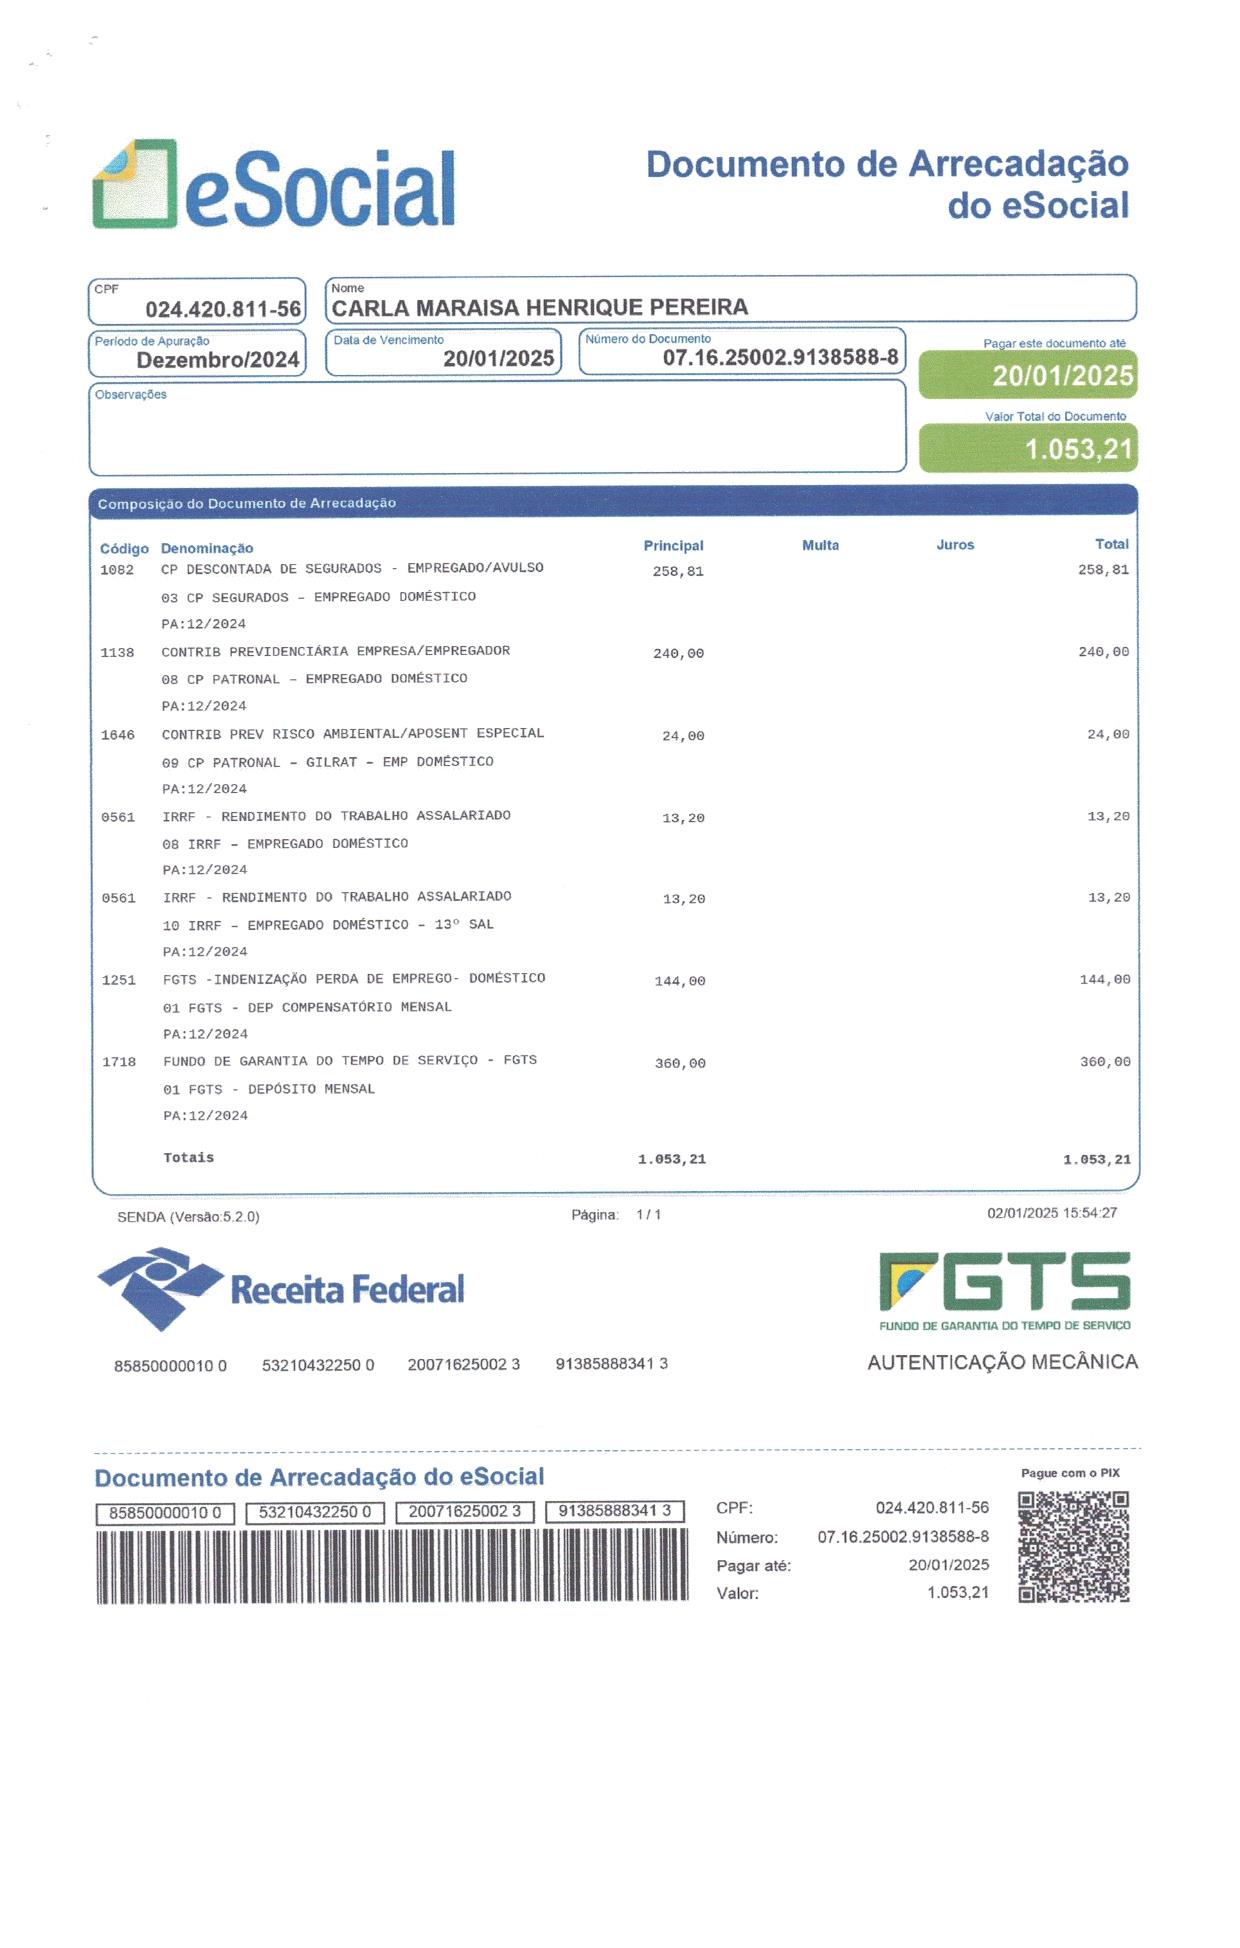 eSocial
Documento de Arrecadação
do eSocial
CPF
024.420.811-56
Nome
CARLA MARAISA HENRIQUE PEREIRA
Período de Apuração
Dezembro/2024
Data de Vencimento
20/01/2025
Número do Documento
07.16.25002.9138588-8
Pagar este documento até
20/01/2025
Observações
Valor Total do Documento
1.053,21
Composição do Documento de Arrecadação
Código Denominação Principal Multa Juros Total
1082 CP DESCONTADA DE SEGURADOS - EMPREGADO/AVULSO 258,81 258,81
03 CP SEGURADOS – EMPREGADO DOMÉSTICO
PA:12/2024
1138 CONTRIB PREVIDENCIÁRIA EMPRESA/EMPREGADOR 240,00 240,00
08 CP PATRONAL – EMPREGADO DOMÉSTICO
PA:12/2024
1646 CONTRIB PREV RISCO AMBIENTAL/APOSENT ESPECIAL 24,00 24,00
09 CP PATRONAL – GILRAT – EMP DOMÉSTICO
PA:12/2024
0561 IRRF - RENDIMENTO DO TRABALHO ASSALARIADO 13,20 13,20
08 IRRF – EMPREGADO DOMÉSTICO
PA:12/2024
0561 IRRF - RENDIMENTO DO TRABALHO ASSALARIADO 13,20 13,20
10 IRRF – EMPREGADO DOMÉSTICO – 13º SAL
PA:12/2024
1251 FGTS -INDENIZAÇÃO PERDA DE EMPREGO- DOMÉSTICO 144,00 144,00
01 FGTS - DEP COMPENSATÓRIO MENSAL
PA:12/2024
1718 FUNDO DE GARANTIA DO TEMPO DE SERVIÇO - FGTS 360,00 360,00
01 FGTS - DEPÓSITO MENSAL
PA:12/2024
Totais 1.053,21 1.053,21
SENDA (Versão:5.2.0) Página: 1 / 1 02/01/2025 15:54:27
Receita Federal
FGTS
FUNDO DE GARANTIA DO TEMPO DE SERVIÇO
85850000010 0 53210432250 0 20071625002 3 91385888341 3
AUTENTICAÇÃO MECÂNICA
Documento de Arrecadação do eSocial
Pague com o PIX
85850000010 0 53210432250 0 20071625002 3 91385888341 3
CPF: 024.420.811-56
Número: 07.16.25002.9138588-8
Pagar até: 20/01/2025
Valor: 1.053,21